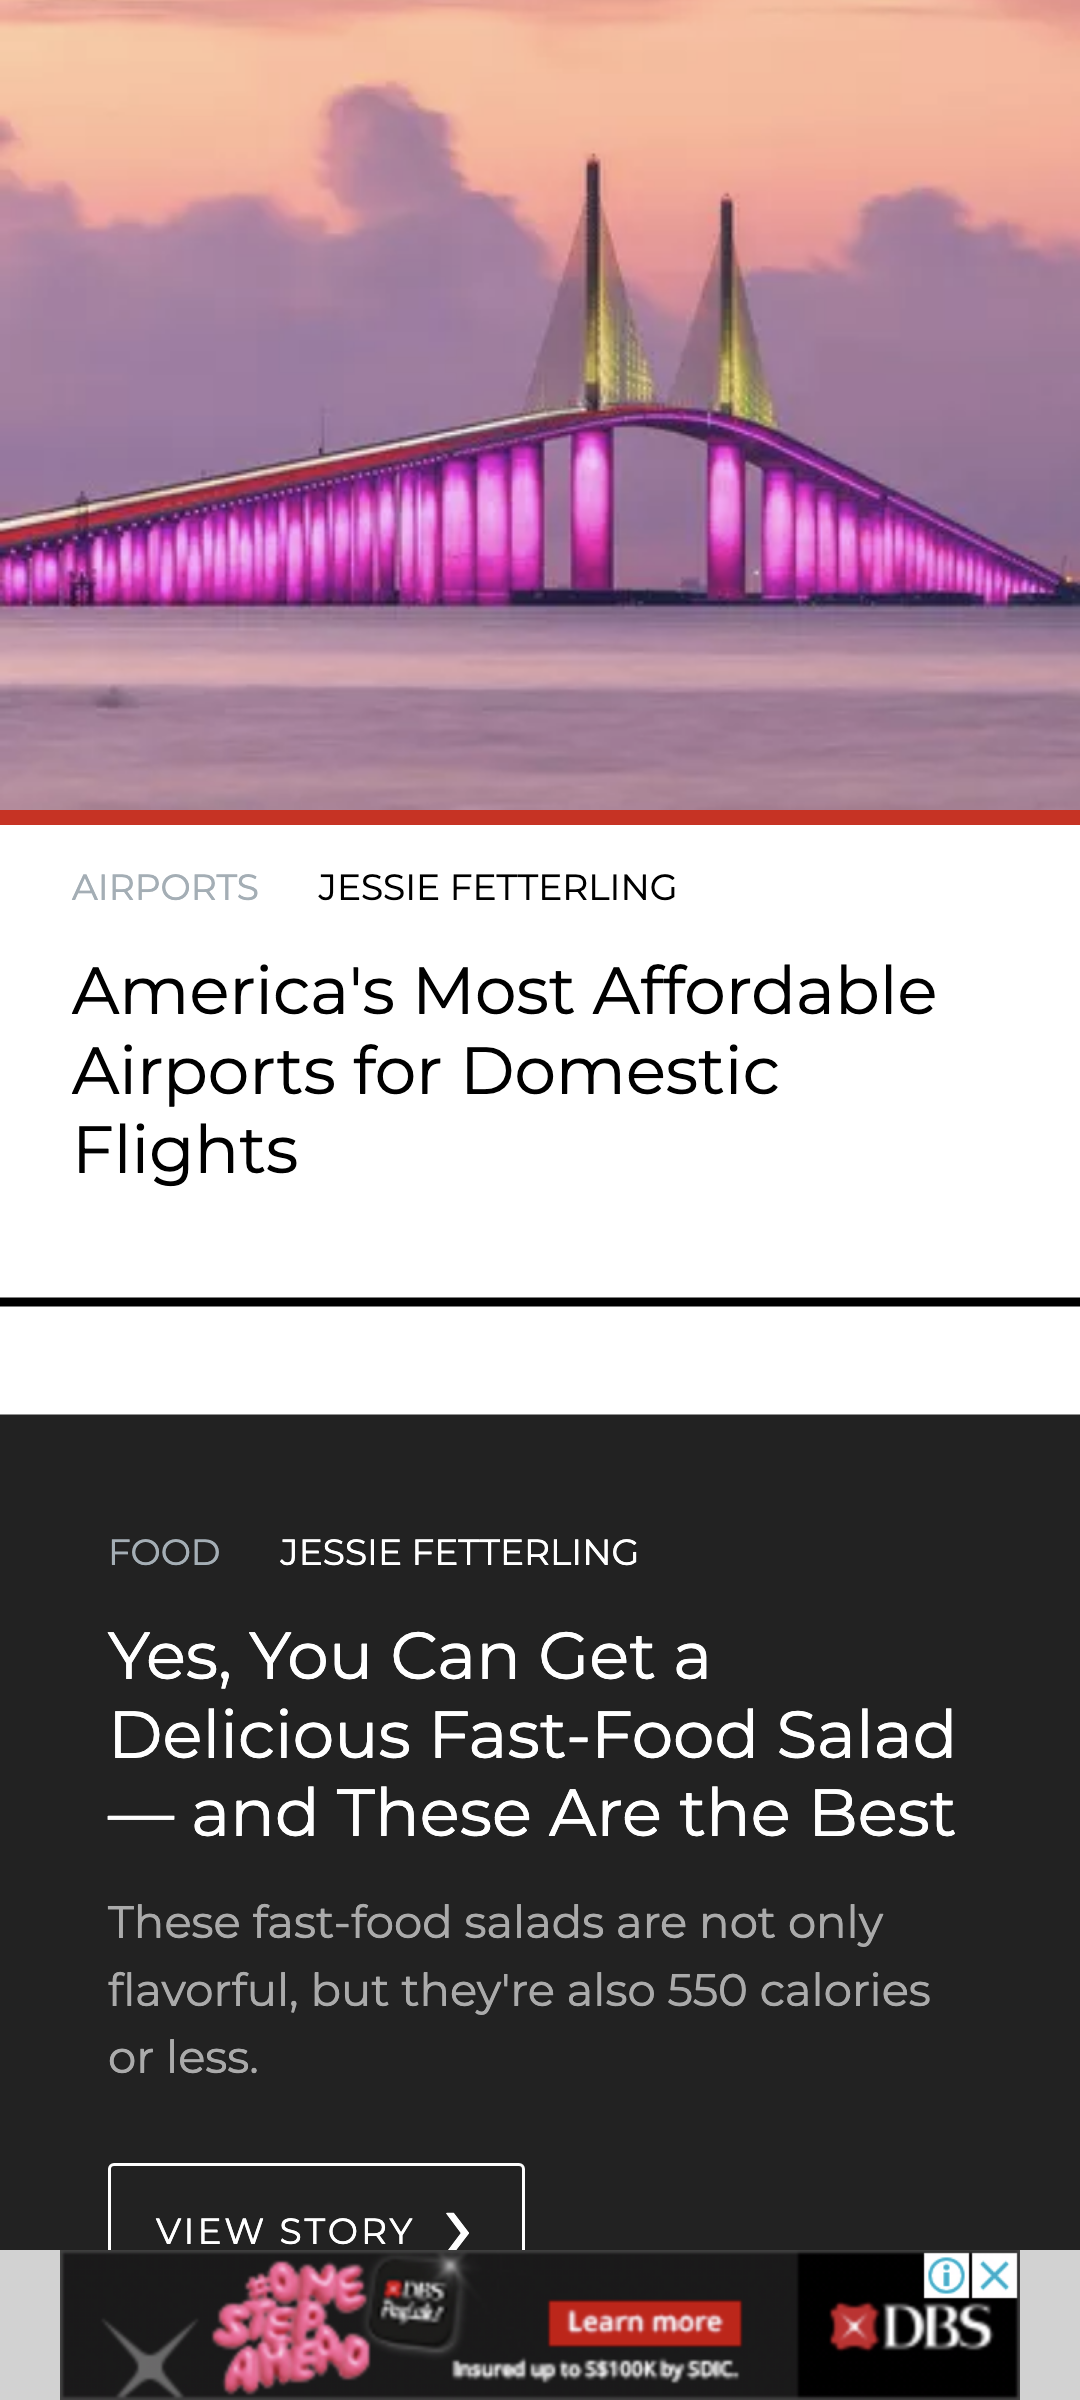 AIRPORTS JESSIE FETTERLING
America's Most Affordable
Airports for Domestic
Flights
FOOD JESSIE FETTERLING
Yes, You Can Get a
Delicious Fast-Food Salad
— and These Are the Best
These fast-food salads are not only
flavorful, but they're also 550 calories
or less.
VIEW STORY ❯
#ONE
STEP
AHEAD
DBS
PayLah!
Learn more
Insured up to S$100K by SDIC.
DBS